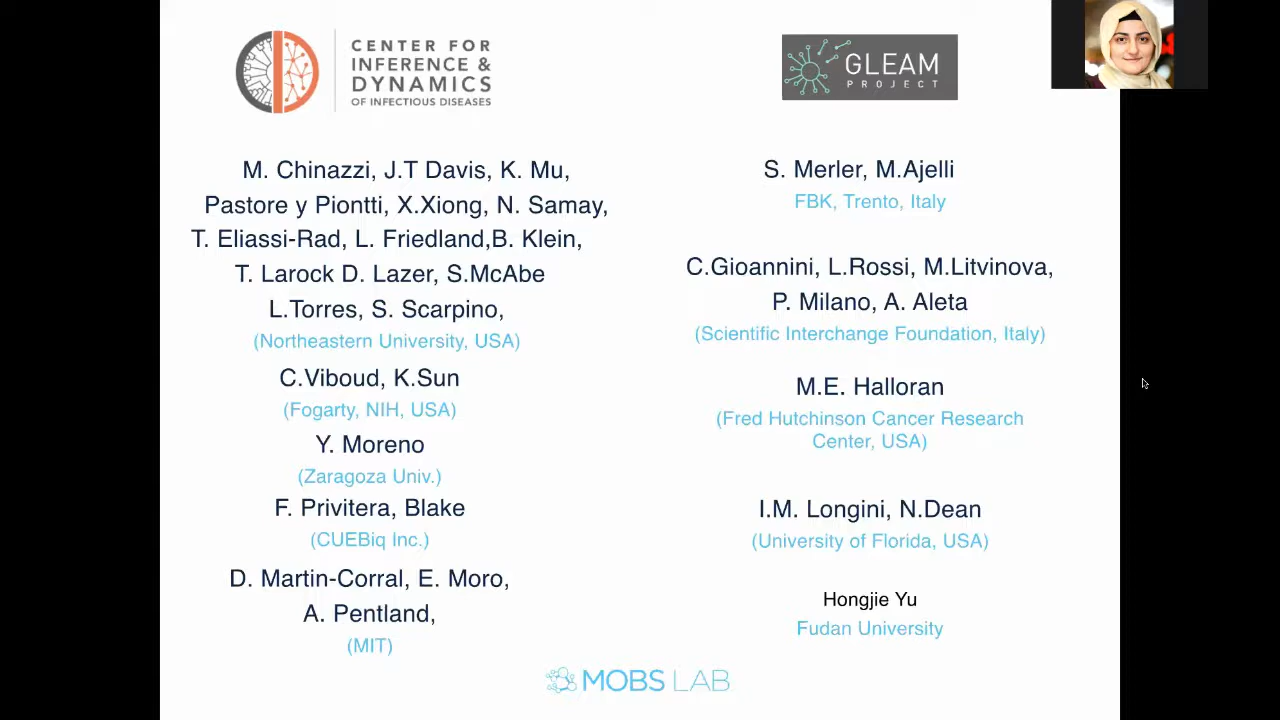 CENTER FOR
INFERENCE &
DYNAMICS
OF INFECTIOUS DISEASES
GLEAM
PROJECT
M. Chinazzi, J.T Davis, K. Mu,
Pastore y Piontti, X.Xiong, N. Samay,
T. Eliassi-Rad, L. Friedland,B. Klein,
T. Larock D. Lazer, S.McAbe
L.Torres, S. Scarpino,
(Northeastern University, USA)
C.Viboud, K.Sun
(Fogarty, NIH, USA)
Y. Moreno
(Zaragoza Univ.)
F. Privitera, Blake
(CUEBiq Inc.)
D. Martin-Corral, E. Moro,
A. Pentland,
(MIT)
S. Merler, M.Ajelli
FBK, Trento, Italy
C.Gioannini, L.Rossi, M.Litvinova,
P. Milano, A. Aleta
(Scientific Interchange Foundation, Italy)
M.E. Halloran
(Fred Hutchinson Cancer Research
Center, USA)
I.M. Longini, N.Dean
(University of Florida, USA)
Hongjie Yu
Fudan University
MOBS LAB